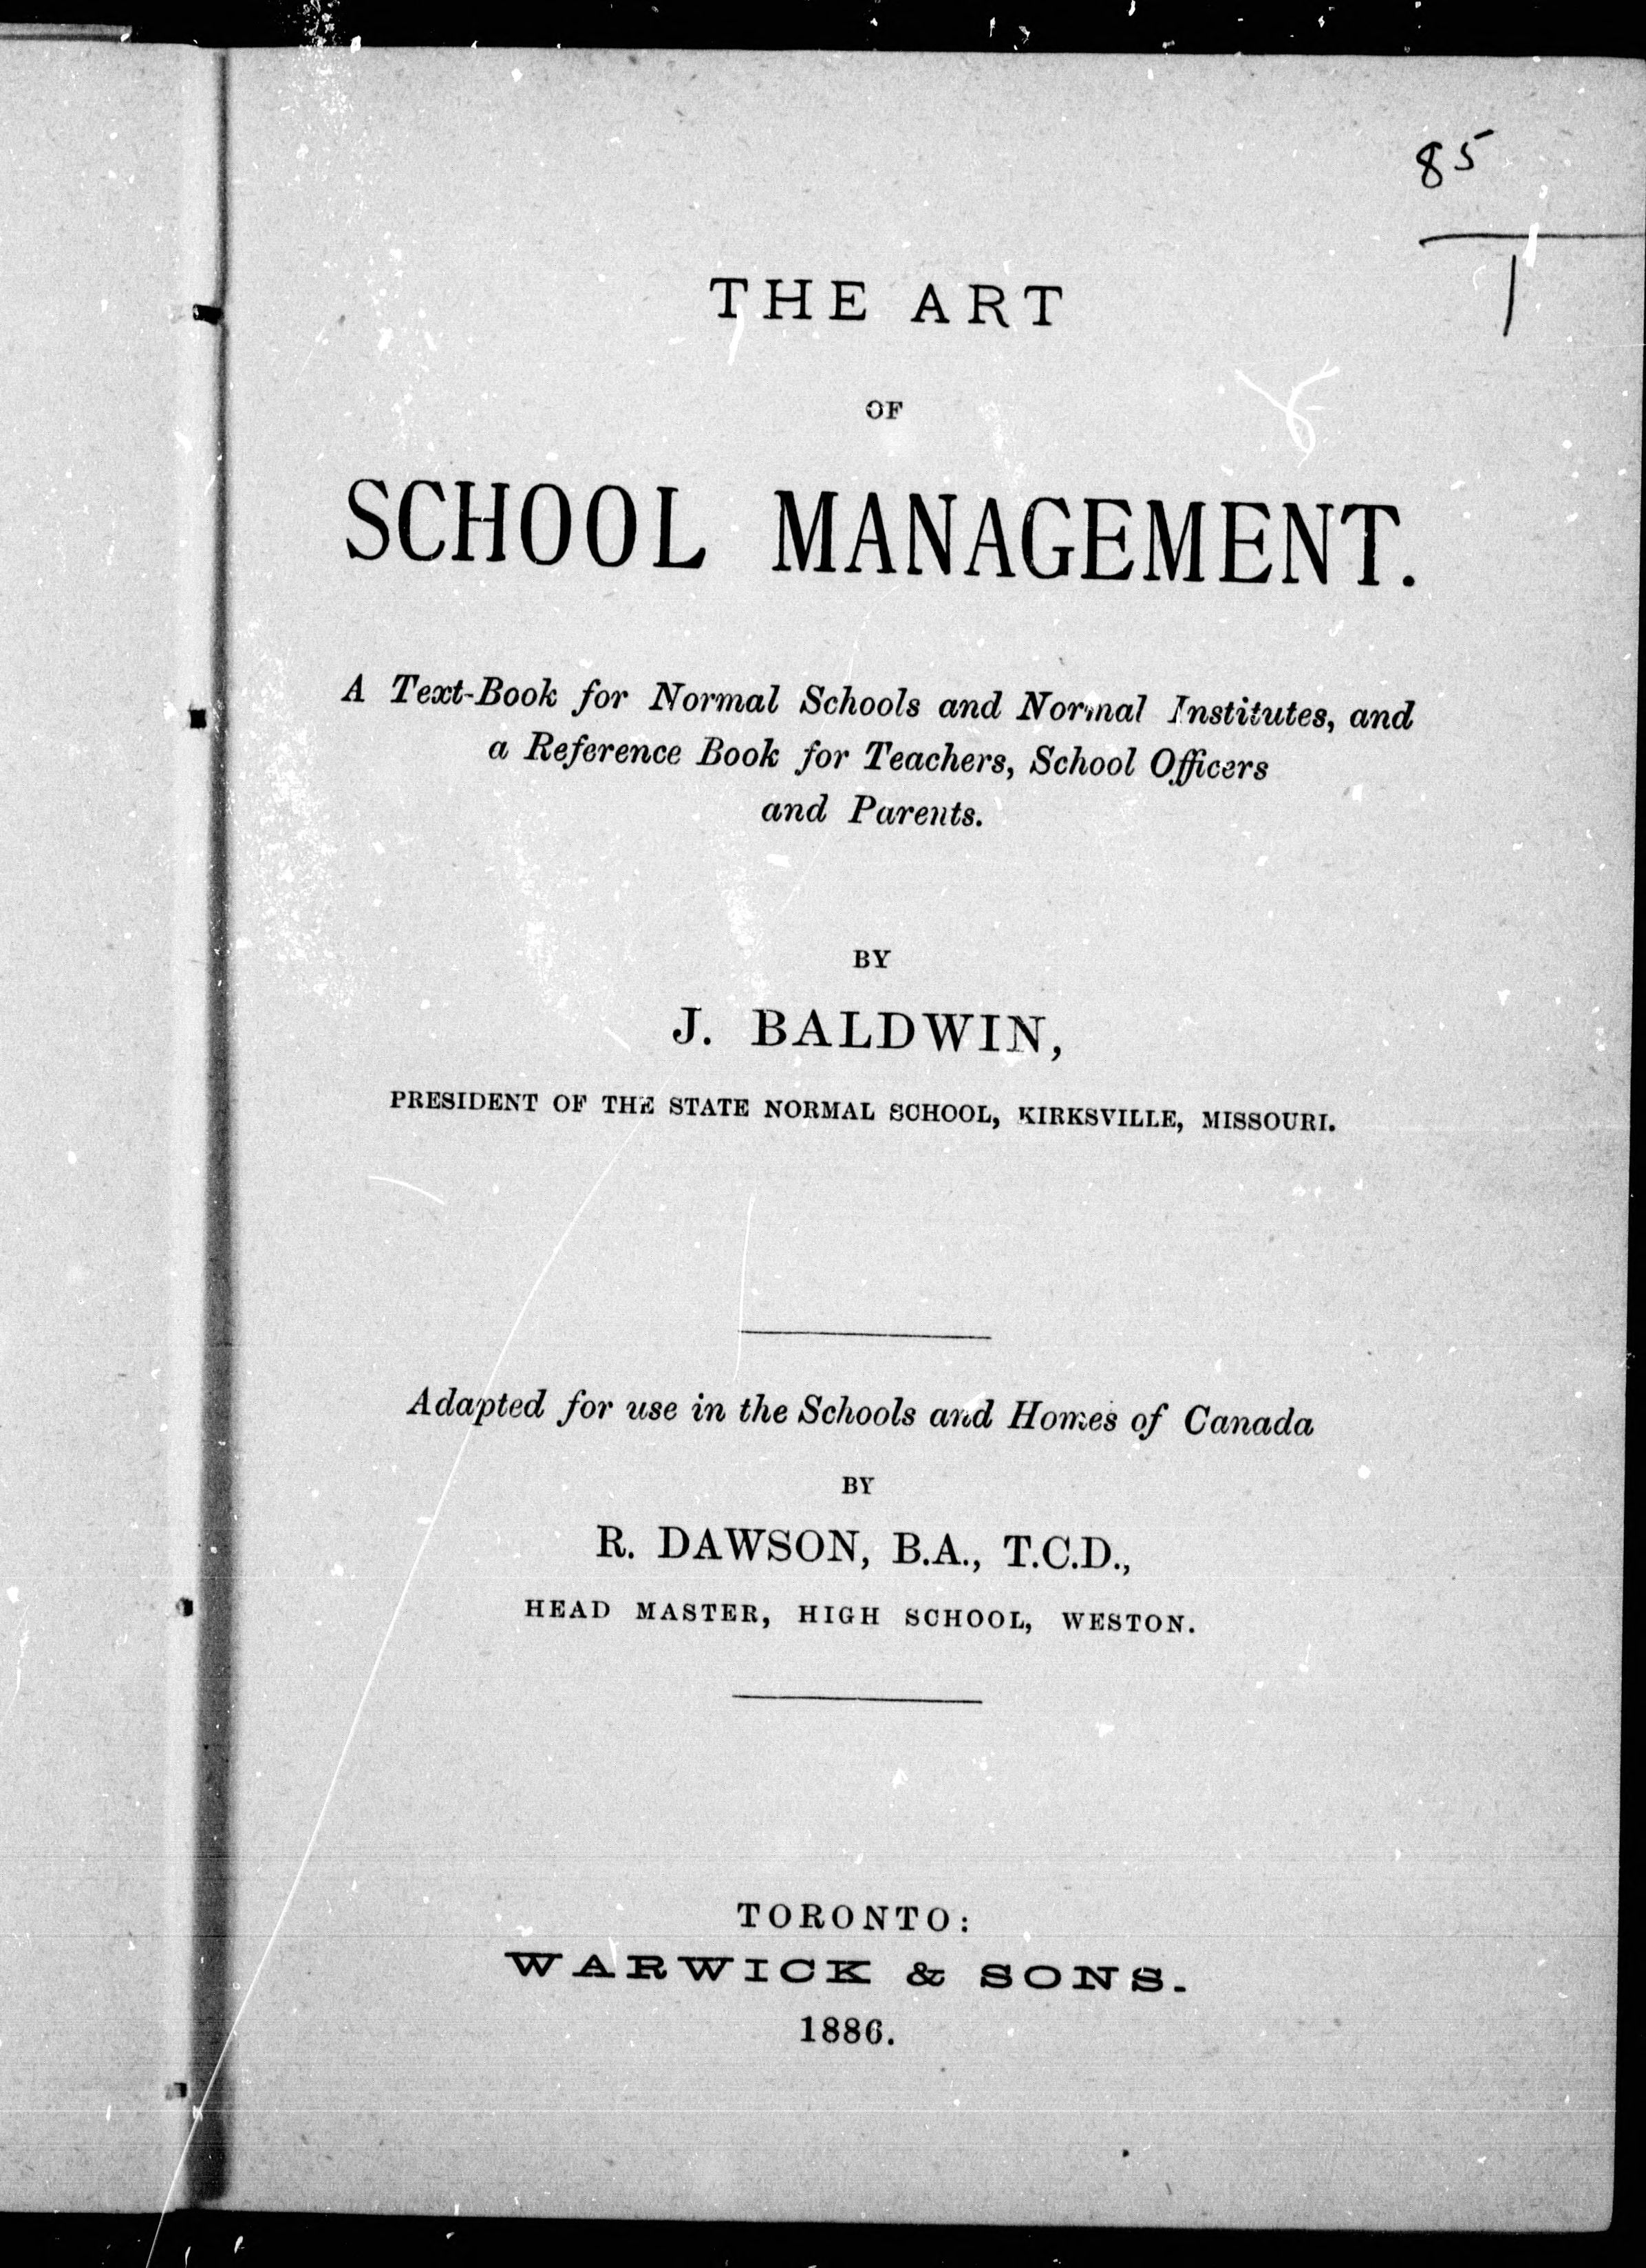 85
1
THE ART
OF
SCHOOL MANAGEMENT.
A Text-Book for Normal Schools and Normal Institutes, and
a Reference Book for Teachers, School Officers
and Parents.
BY
J. BALDWIN,
PRESIDENT OF THE STATE NORMAL SCHOOL, KIRKSVILLE, MISSOURI.
Adapted for use in the Schools and Homes of Canada
BY
R. DAWSON, B.A., T.C.D.,
HEAD MASTER, HIGH SCHOOL, WESTON.
TORONTO:
WARWICK & SONS.
1886.